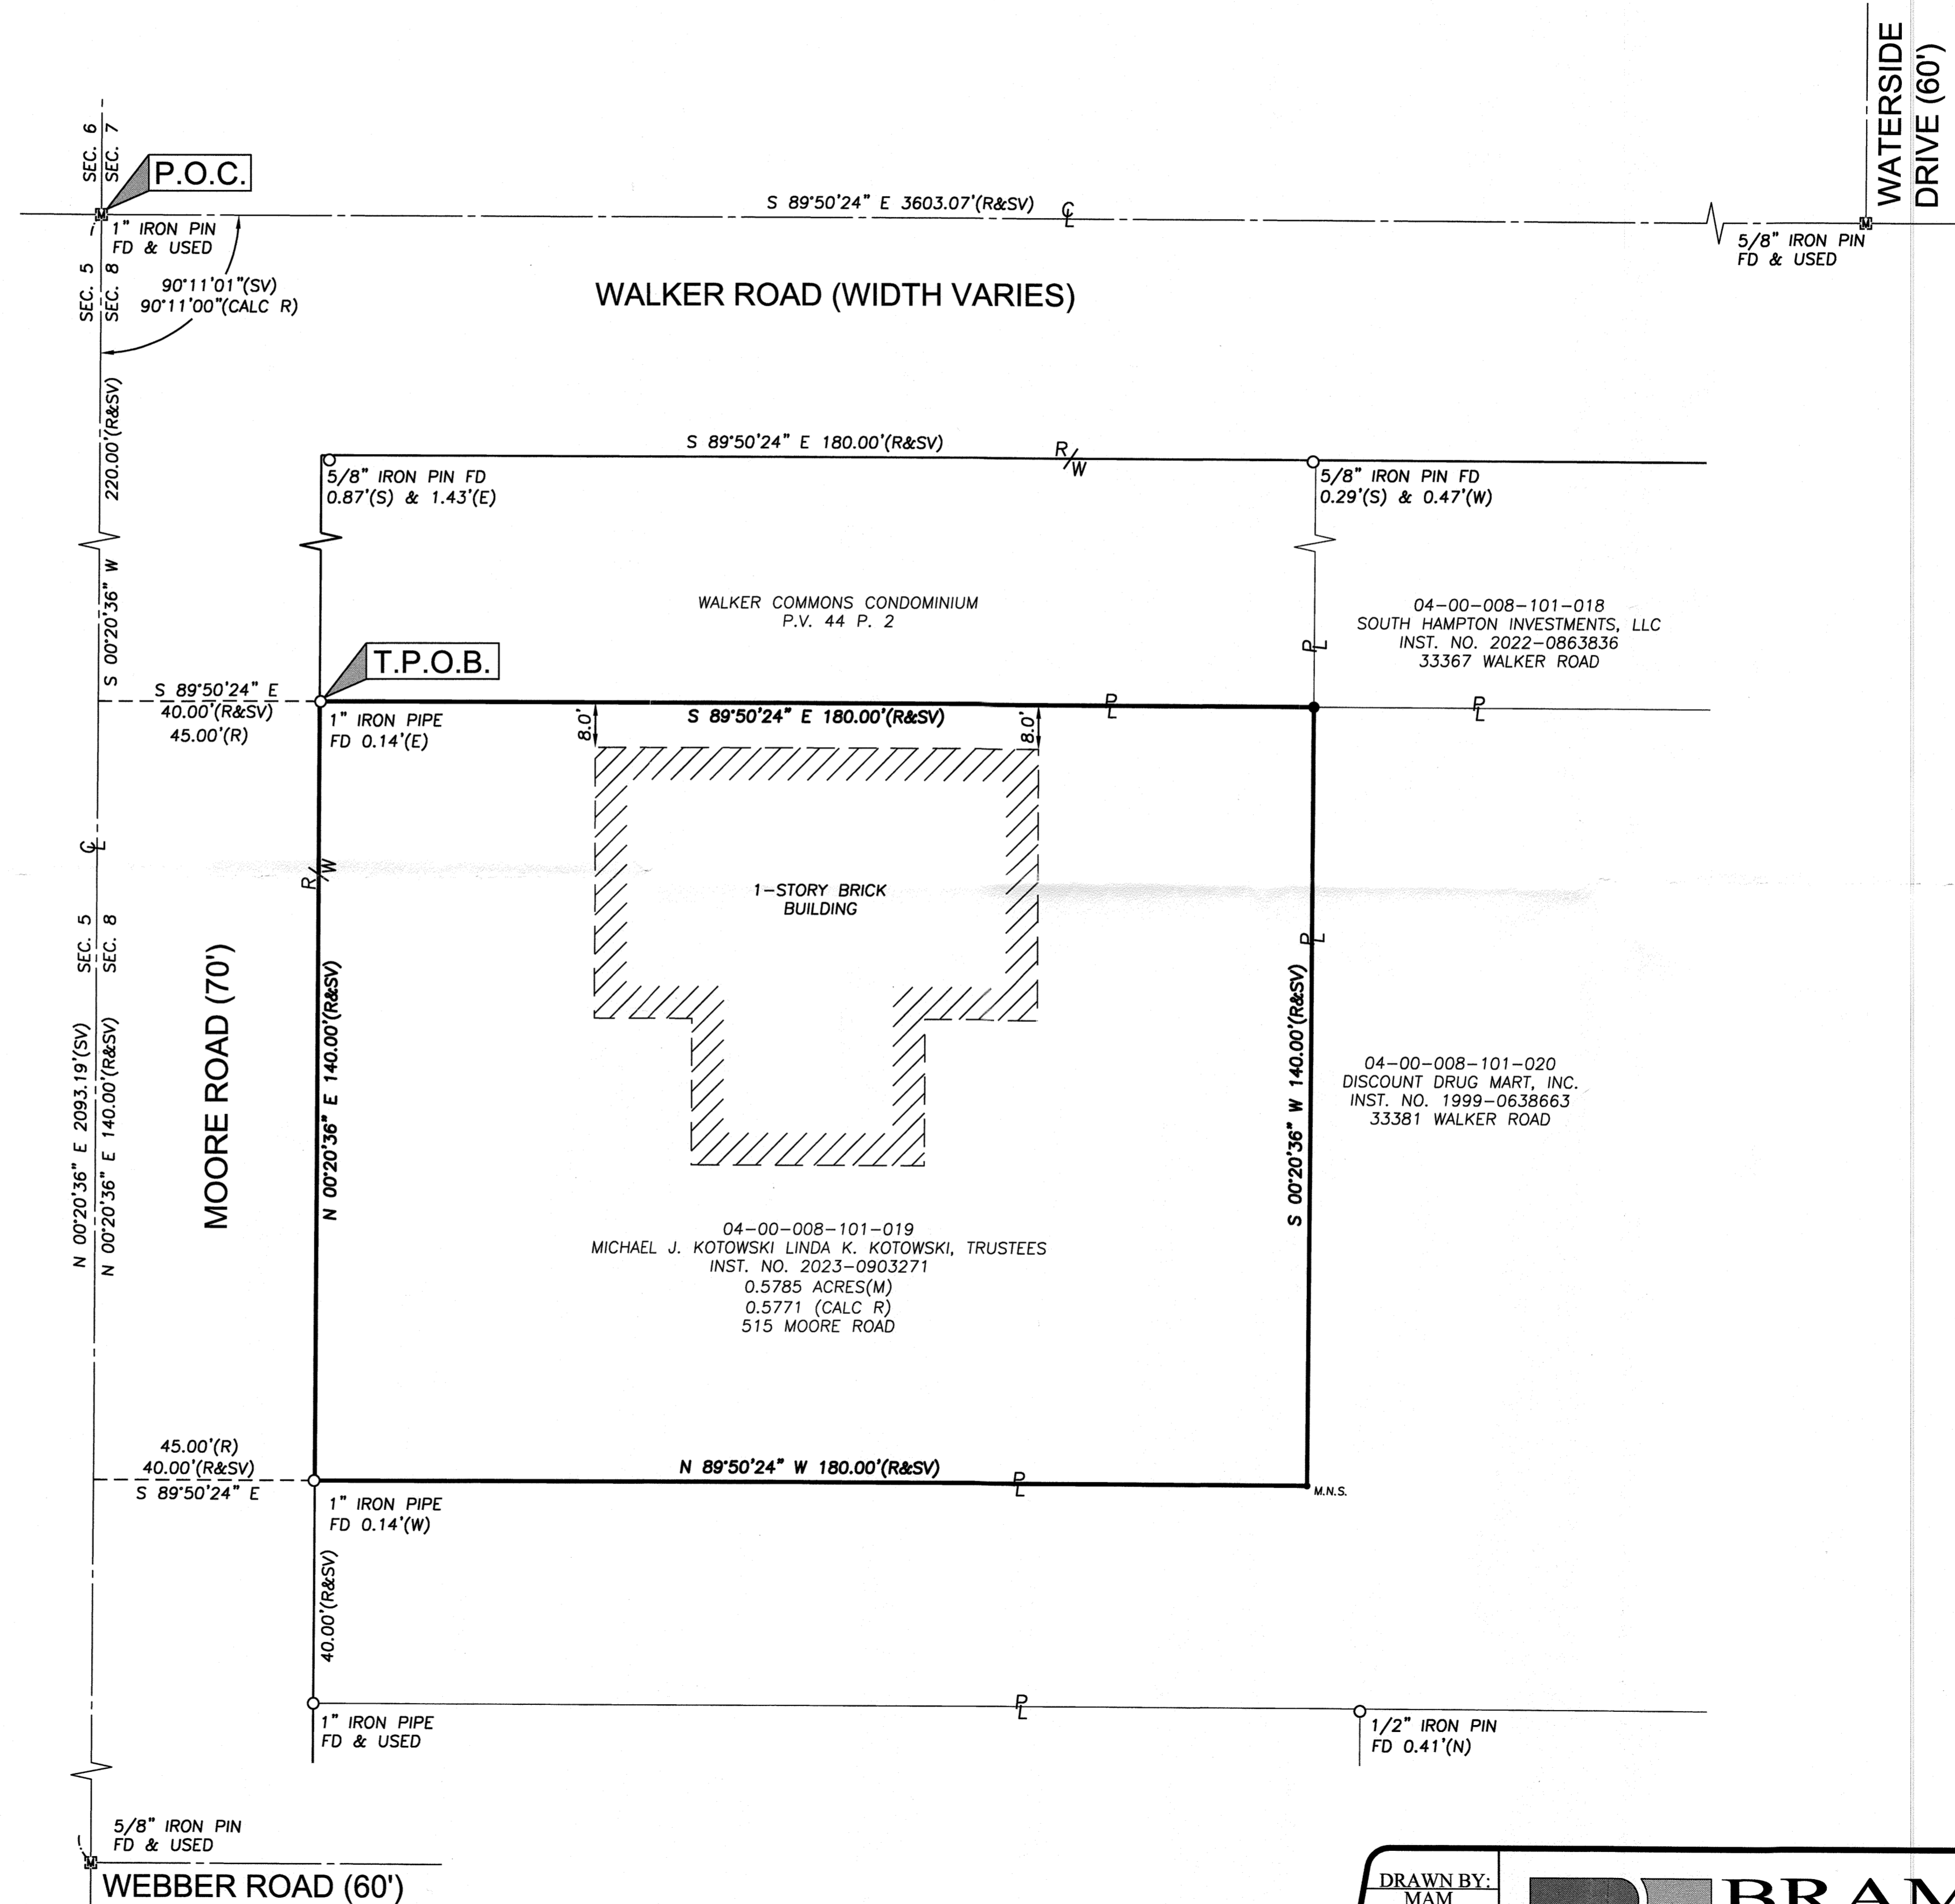 WATERSIDE
DRIVE (60')
SEC. 6
SEC. 7
P.O.C.
S 89°50'24" E 3603.07'(R&SV)
CL
M
M
1" IRON PIN
FD & USED
5/8" IRON PIN
FD & USED
SEC. 5
SEC. 8
90°11'01"(SV)
90°11'00"(CALC R)
WALKER ROAD (WIDTH VARIES)
S 00°20'36" W 220.00'(R&SV)
S 89°50'24" E 180.00'(R&SV)
R/W
5/8" IRON PIN FD
0.87'(S) & 1.43'(E)
5/8" IRON PIN FD
0.29'(S) & 0.47'(W)
WALKER COMMONS CONDOMINIUM
P.V. 44 P. 2
04-00-008-101-018
SOUTH HAMPTON INVESTMENTS, LLC
INST. NO. 2022-0863836
33367 WALKER ROAD
PL
T.P.O.B.
S 89°50'24" E
40.00'(R&SV)
45.00'(R)
1" IRON PIPE
FD 0.14'(E)
S 89°50'24" E 180.00'(R&SV)
PL
PL
8.0'
8.0'
CL
R/W
1-STORY BRICK
BUILDING
PL
SEC. 5
SEC. 8
MOORE ROAD (70')
N 00°20'36" E 2093.19'(SV)
N 00°20'36" E 140.00'(R&SV)
N 00°20'36" E 140.00'(R&SV)
S 00°20'36" W 140.00'(R&SV)
04-00-008-101-020
DISCOUNT DRUG MART, INC.
INST. NO. 1999-0638663
33381 WALKER ROAD
04-00-008-101-019
MICHAEL J. KOTOWSKI LINDA K. KOTOWSKI, TRUSTEES
INST. NO. 2023-0903271
0.5785 ACRES(M)
0.5771 (CALC R)
515 MOORE ROAD
45.00'(R)
40.00'(R&SV)
S 89°50'24" E
N 89°50'24" W 180.00'(R&SV)
PL
M.N.S.
1" IRON PIPE
FD 0.14'(W)
40.00'(R&SV)
PL
1" IRON PIPE
FD & USED
1/2" IRON PIN
FD 0.41'(N)
5/8" IRON PIN
FD & USED
M
WEBBER ROAD (60')
DRAWN BY:
MAM
BRAM